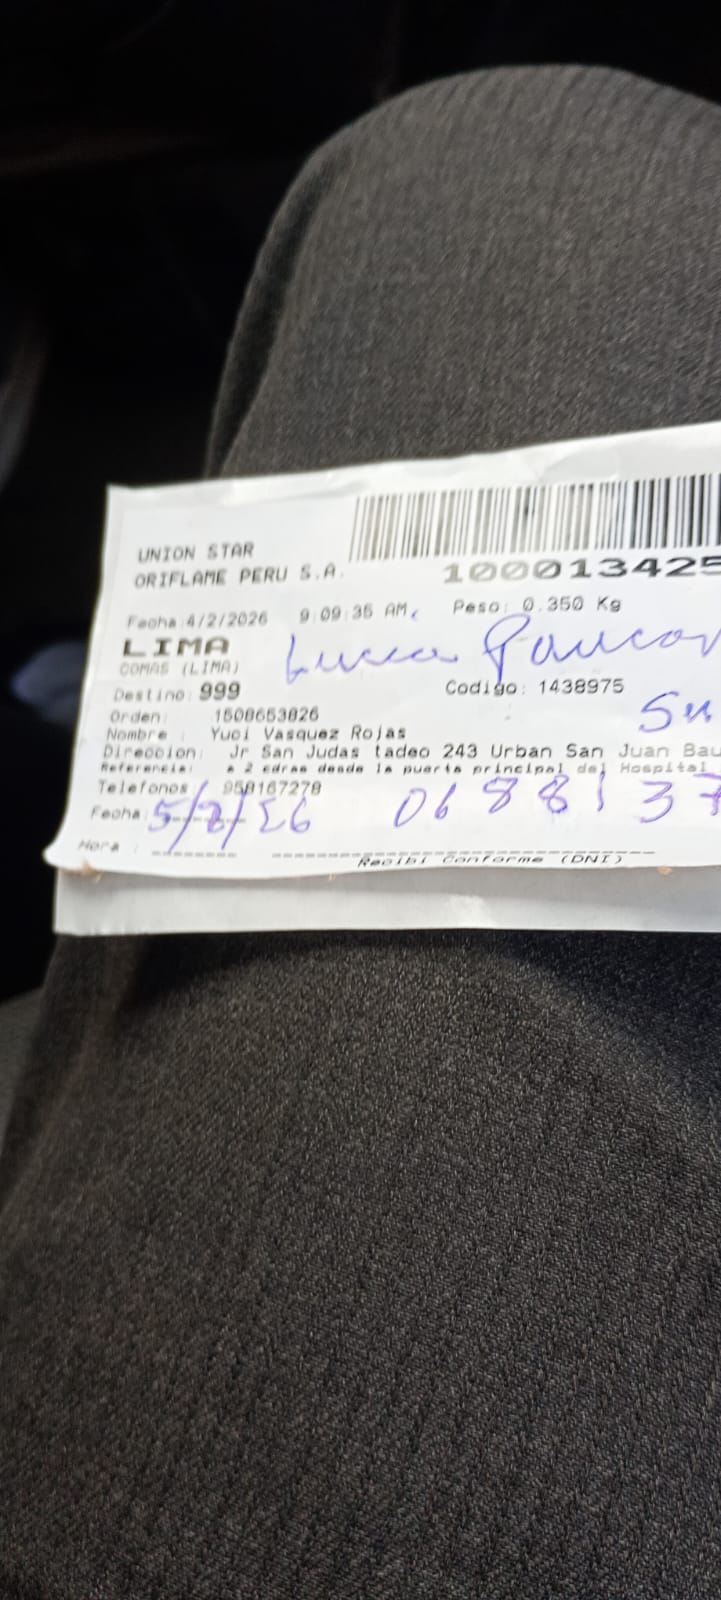 UNION STAR
ORIFLAME PERU S.A.
100013425
Fecha:4/2/2026 9:09:35 AM Peso: 0.350 Kg
LIMA
COMAS (LIMA)
Destino: 999 Codigo: 1438975
Orden: 1508653826
Nombre : Yuci Vasquez Rojas
Direccion: Jr San Judas tadeo 243 Urban San Juan Bau
Referencia: a 2 cdras desde la puerta principal del Hospital
Telefonos 958167278
Fecha: 5/2/26 0688137
Hora :
Recibi Conforme (DNI)